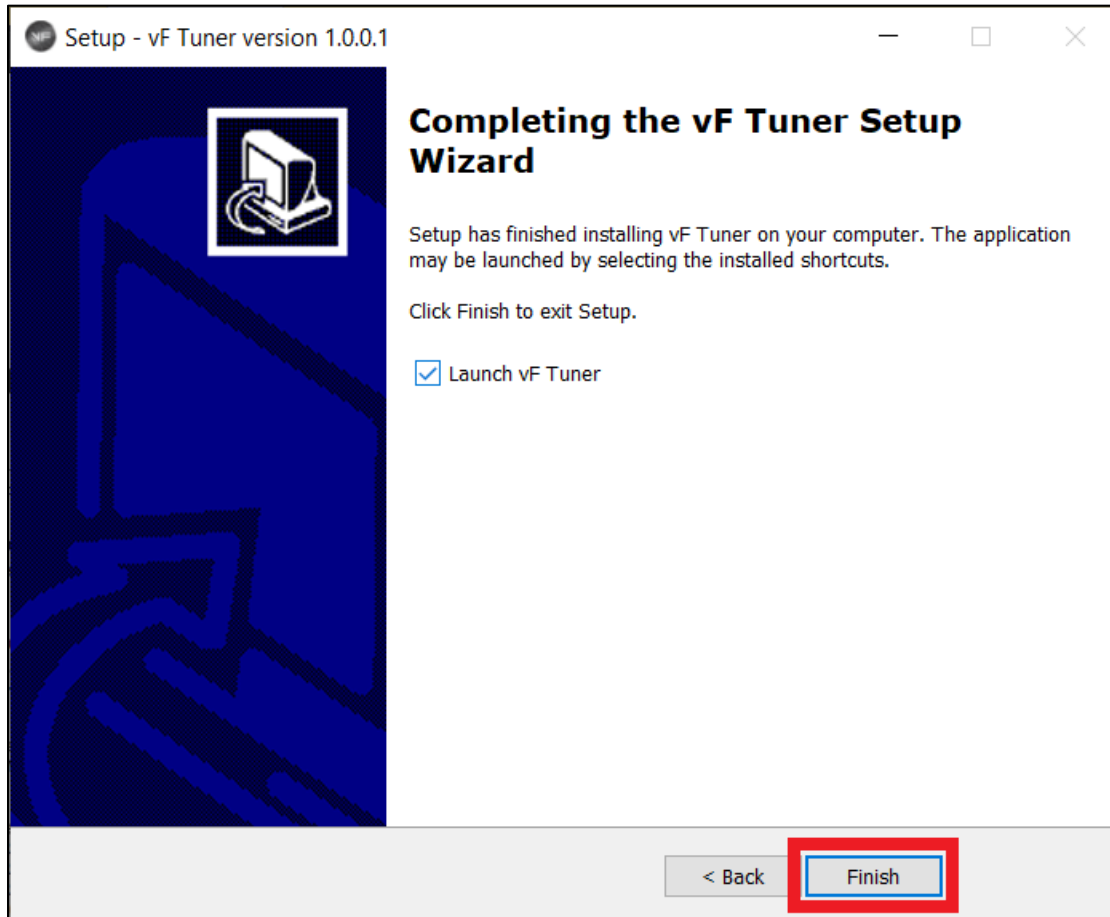 VF
Setup - vF Tuner version 1.0.0.1
Completing the vF Tuner Setup
Wizard
Setup has finished installing vF Tuner on your computer. The application
may be launched by selecting the installed shortcuts.
Click Finish to exit Setup.
Launch vF Tuner
< Back
Finish